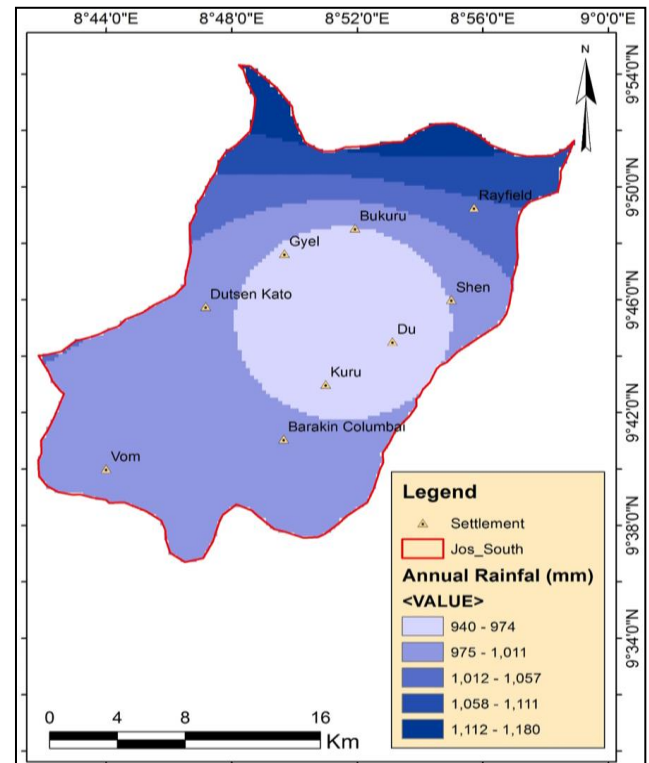 8°44'0"E 8°48'0"E 8°52'0"E 8°56'0"E 9°0'0"E
N
9°54'0"N
9°50'0"N
9°46'0"N
9°42'0"N
9°38'0"N
9°34'0"N
Rayfield
Bukuru
Gyel
Dutsen Kato
Shen
Du
Kuru
Barakin Columbai
Vom
Legend
Settlement
Jos_South
Annual Rainfal (mm)
<VALUE>
940 - 974
975 - 1,011
1,012 - 1,057
1,058 - 1,111
1,112 - 1,180
0 4 8 16
Km